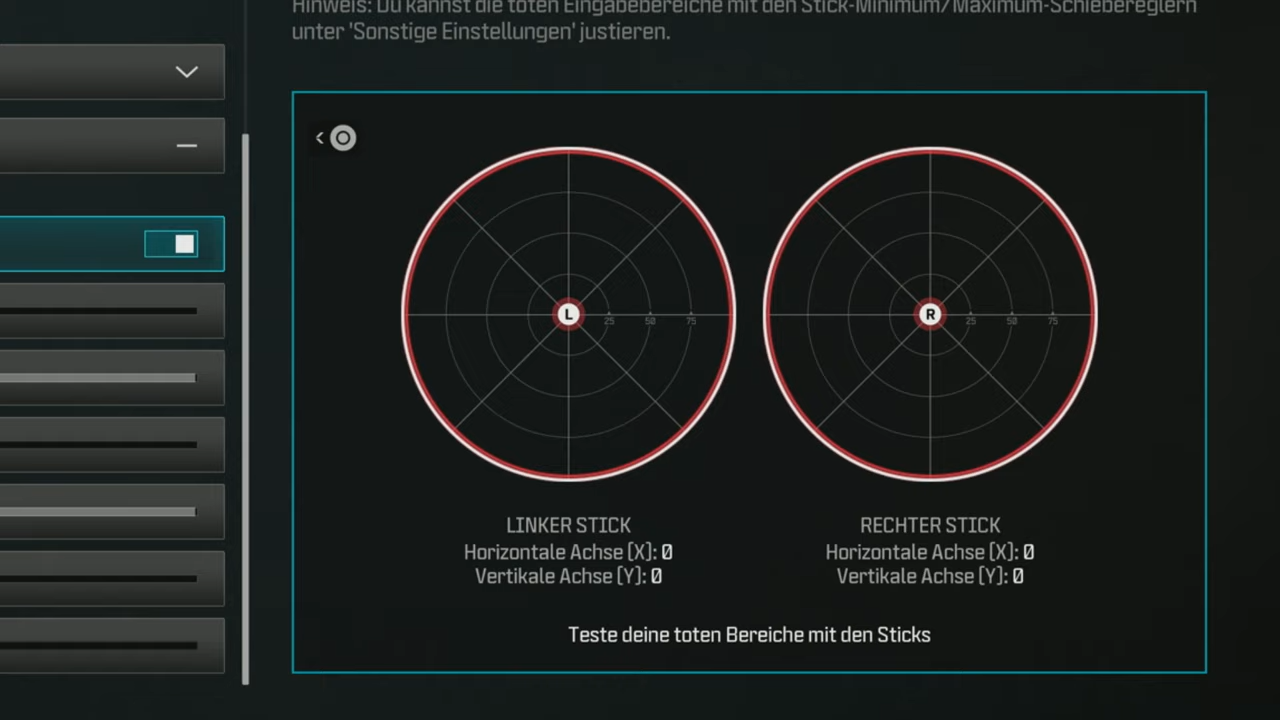 Hinweis: Du kannst die toten Eingabebereiche mit den Stick-Minimum/Maximum-Schiebereglern
unter 'Sonstige Einstellungen' justieren.
L 25 50 75
R 25 50 75
LINKER STICK
Horizontale Achse (X): 0
Vertikale Achse (Y): 0
RECHTER STICK
Horizontale Achse (X): 0
Vertikale Achse (Y): 0
Teste deine toten Bereiche mit den Sticks